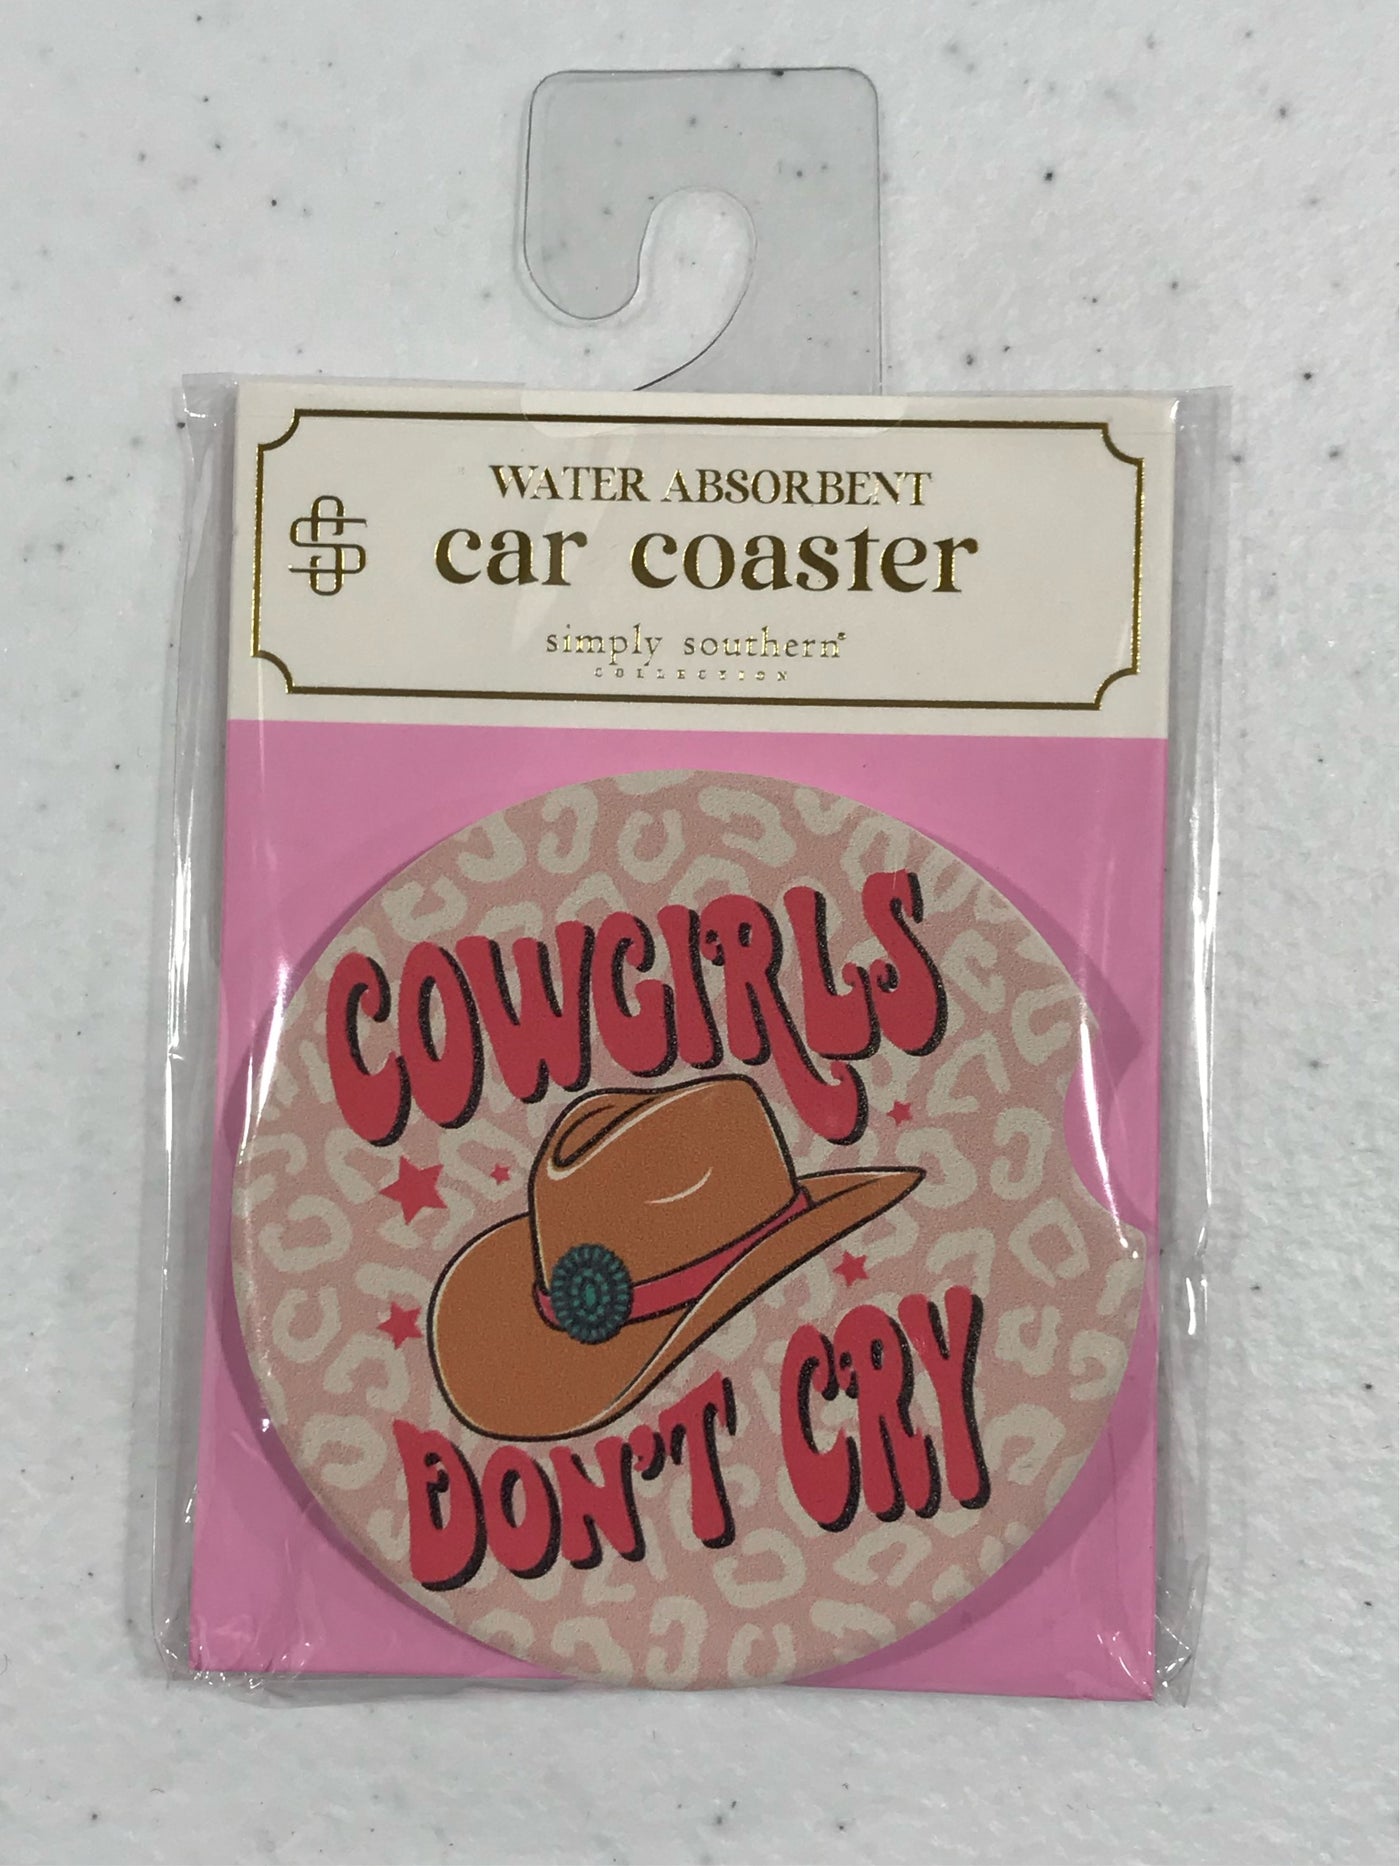 WATER ABSORBENT
car coaster
simply southern®
COLLECTION
COWGIRLS
DON'T CRY